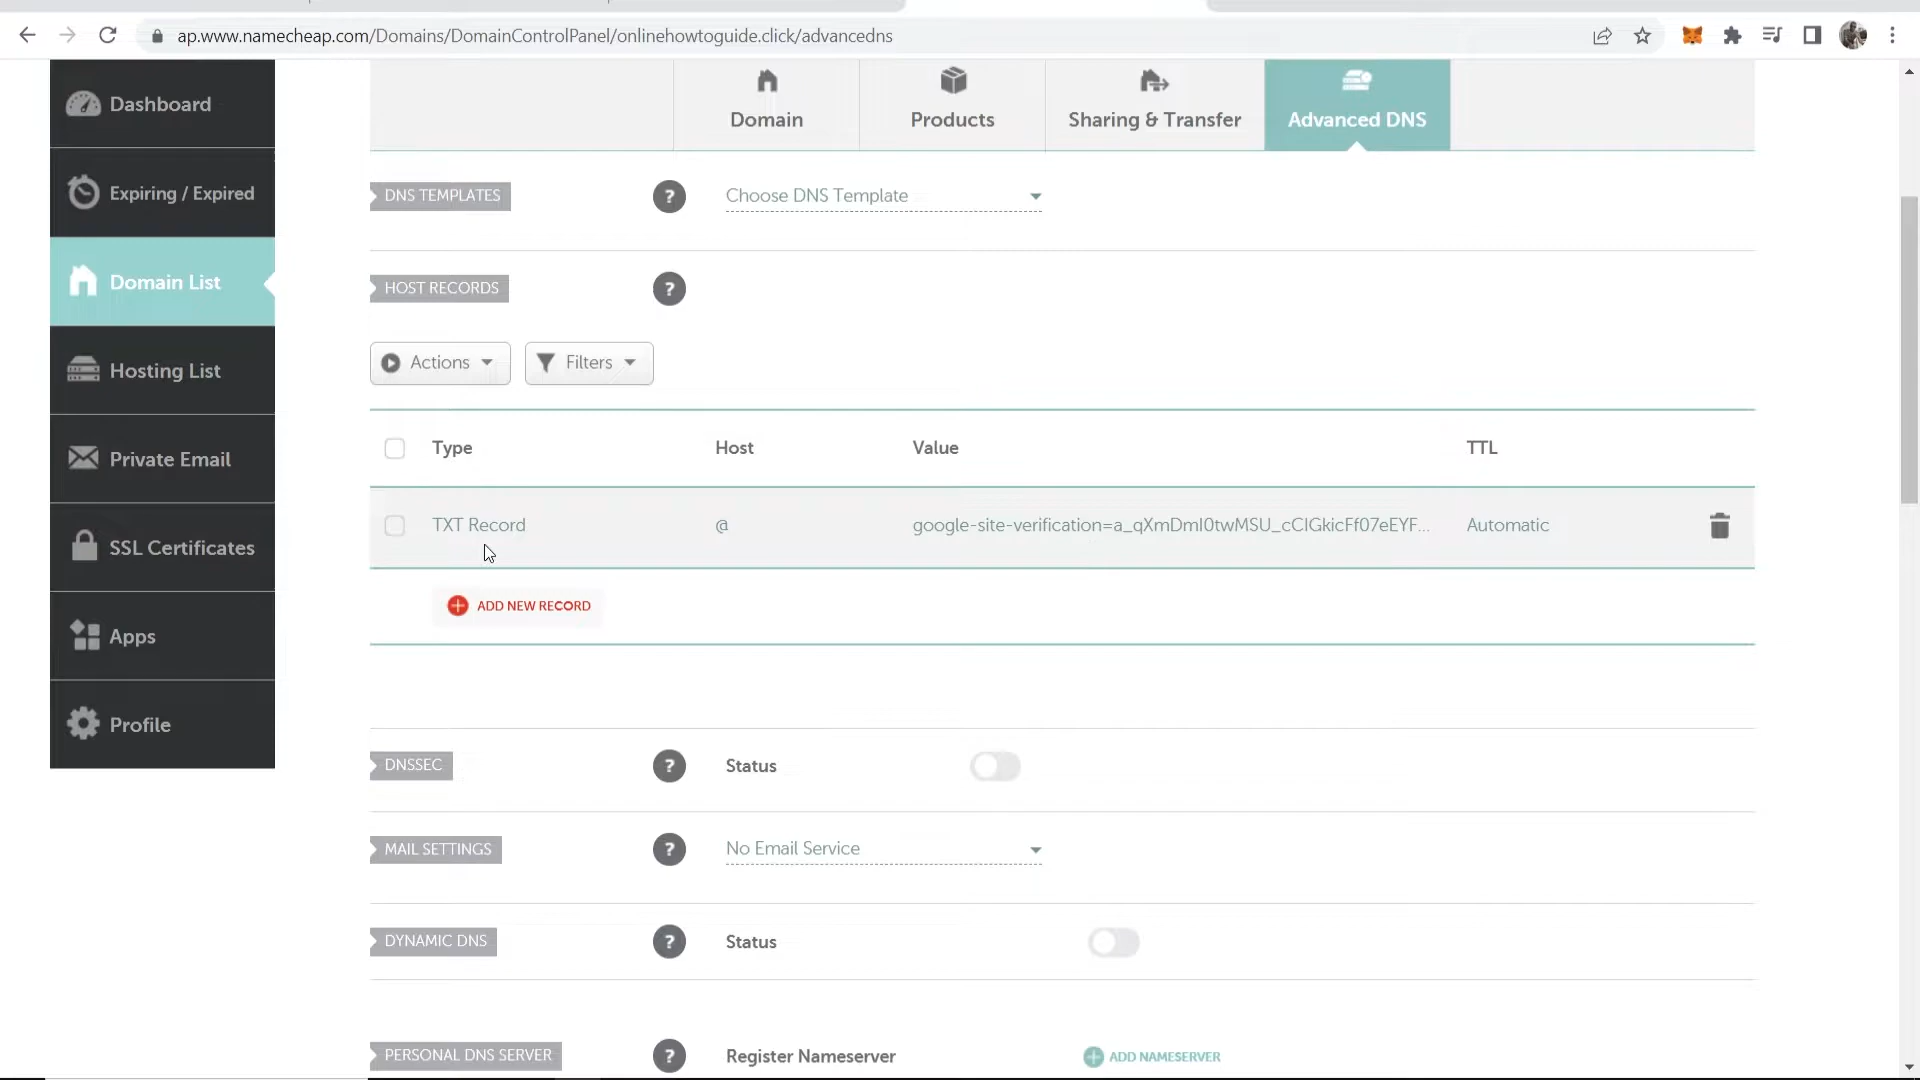 ap.www.namecheap.com/Domains/DomainControlPanel/onlinehowtoguide.click/advancedns
Dashboard
Expiring / Expired
Domain List
Hosting List
Private Email
SSL Certificates
Apps
Profile
Domain
Products
Sharing & Transfer
Advanced DNS
DNS TEMPLATES
?
Choose DNS Template
HOST RECORDS
?
Actions
Filters
Type Host Value TTL
TXT Record @ google-site-verification=a_qXmDmI0twMSU_cCIGkicFf07eEYF... Automatic
ADD NEW RECORD
DNSSEC ? Status
MAIL SETTINGS ? No Email Service
DYNAMIC DNS ? Status
PERSONAL DNS SERVER ? Register Nameserver ADD NAMESERVER